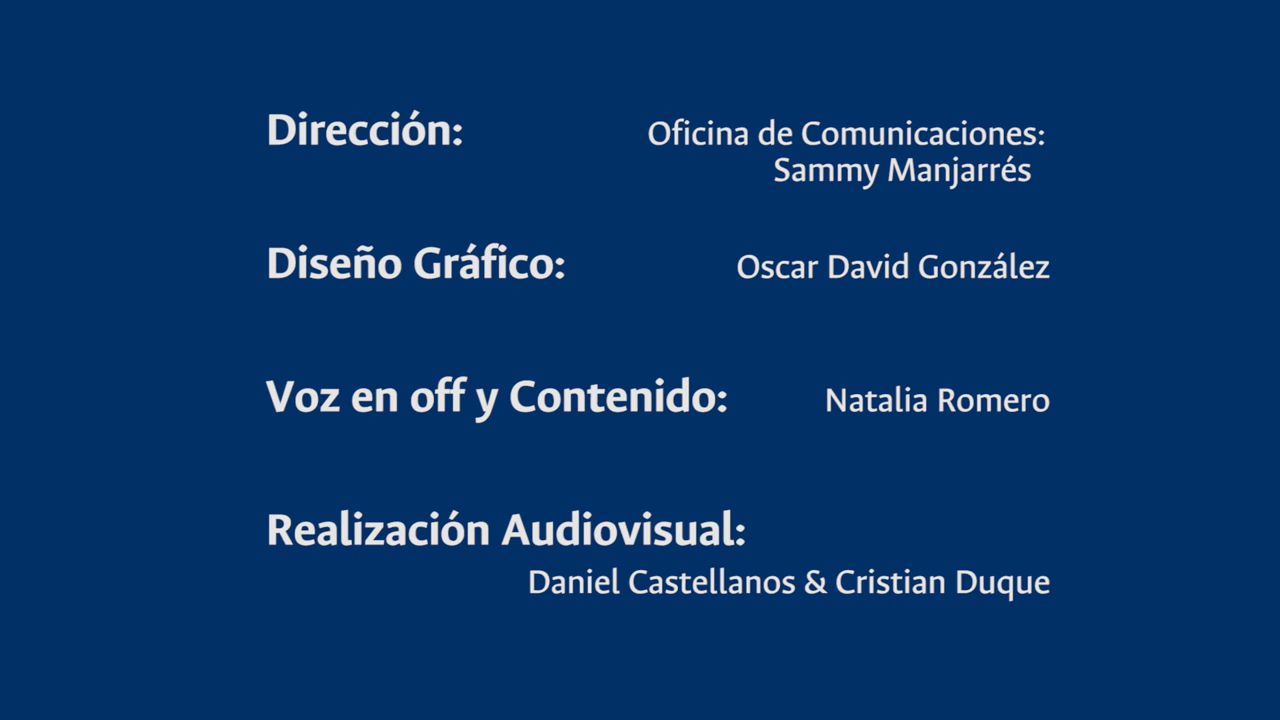 Dirección: Oficina de Comunicaciones:
Sammy Manjarrés
Diseño Gráfico: Oscar David González
Voz en off y Contenido: Natalia Romero
Realización Audiovisual:
Daniel Castellanos & Cristian Duque